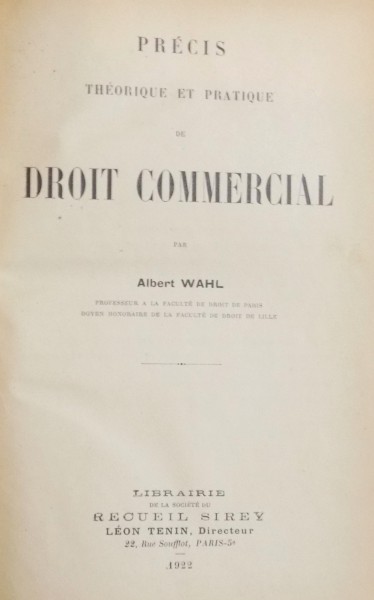 PRÉCIS
THÉORIQUE ET PRATIQUE
DE
DROIT COMMERCIAL
PAR
Albert WAHL
PROFESSEUR A LA FACULTÉ DE DROIT DE PARIS
DOYEN HONORAIRE DE LA FACULTÉ DE DROIT DE LILLE
LIBRAIRIE
DE LA SOCIÉTÉ DU
RECUEIL SIREY
LÉON TENIN, Directeur
22, Rue Soufflot, PARIS-5e
1922